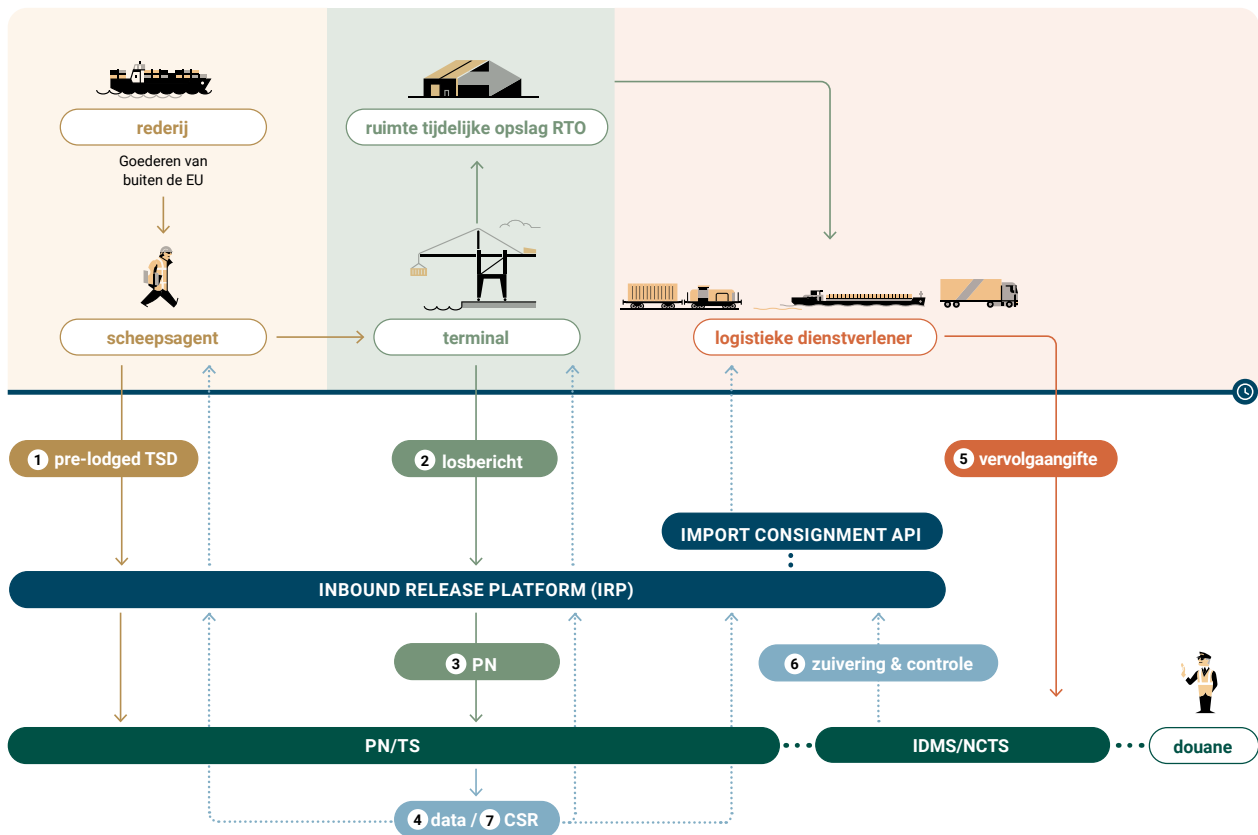 rederij
ruimte tijdelijke opslag RTO
Goederen van
buiten de EU
scheepsagent
terminal
logistieke dienstverlener
1 pre-lodged TSD
2 losbericht
5 vervolgaangifte
IMPORT CONSIGNMENT API
INBOUND RELEASE PLATFORM (IRP)
3 PN
6 zuivering & controle
PN/TS
IDMS/NCTS
douane
4 data / 7 CSR